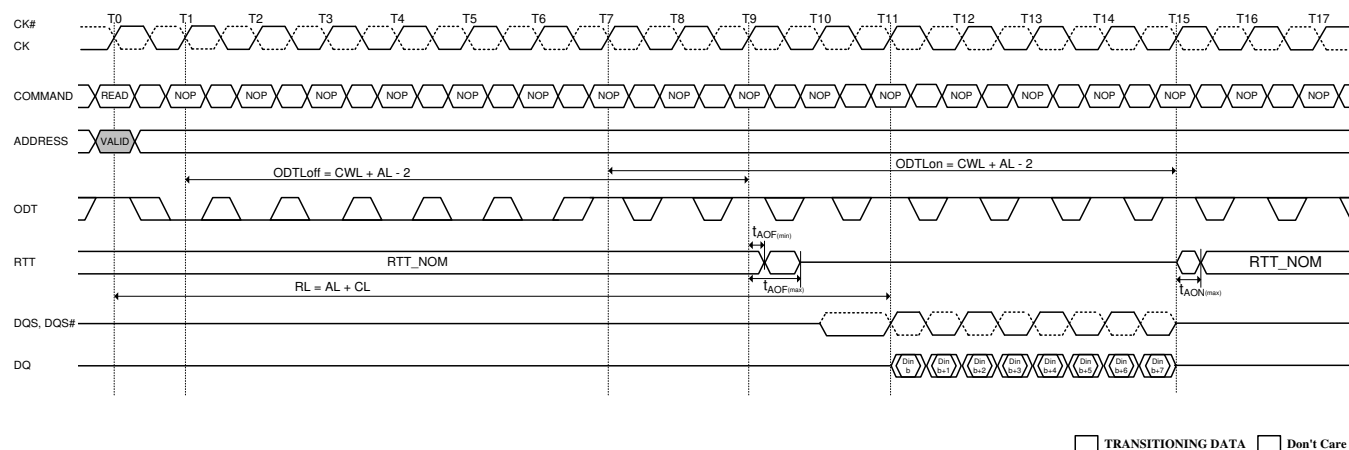 CK#
CK
T0 T1 T2 T3 T4 T5 T6 T7 T8 T9 T10 T11 T12 T13 T14 T15 T16 T17
COMMAND READ NOP NOP NOP NOP NOP NOP NOP NOP NOP NOP NOP NOP NOP NOP NOP NOP NOP
ADDRESS VALID
ODTLoff = CWL + AL - 2
ODTLon = CWL + AL - 2
ODT
tAOF(min)
RTT RTT_NOM RTT_NOM
tAOF(max)
tAON(max)
RL = AL + CL
DQS, DQS#
DQ
Din b
Din b+1
Din b+2
Din b+3
Din b+4
Din b+5
Din b+6
Din b+7
TRANSITIONING DATA Don't Care